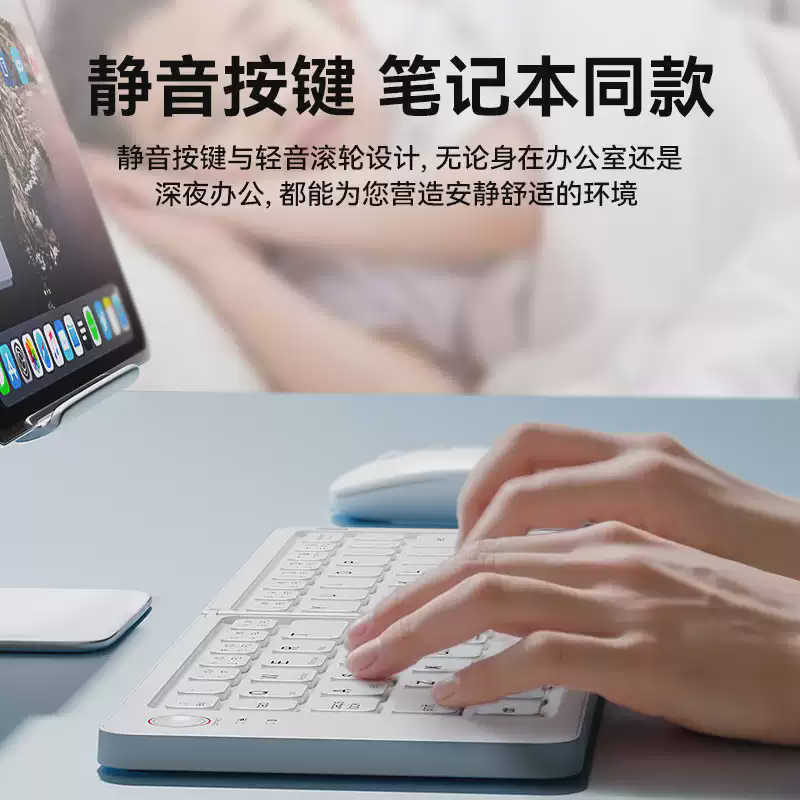 静音按键 笔记本同款
静音按键与轻音滚轮设计, 无论身在办公室还是
深夜办公, 都能为您营造安静舒适的环境